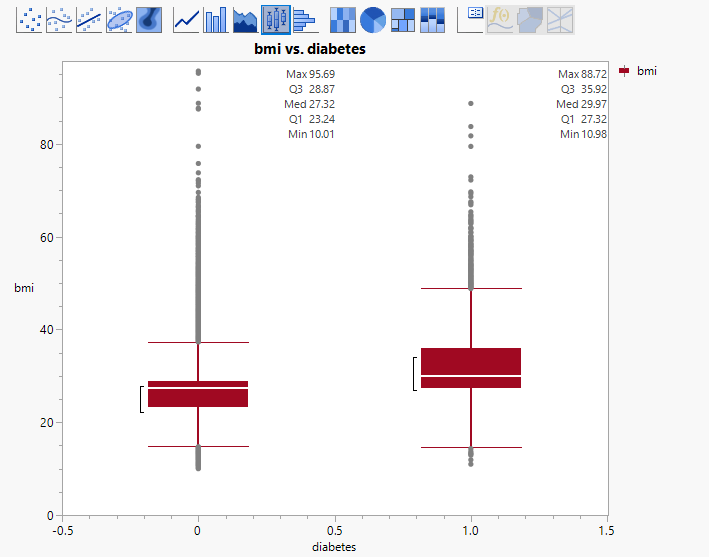 f()
bmi vs. diabetes
Max 95.69
Q3 28.87
Med 27.32
Q1 23.24
Min 10.01
Max 88.72
Q3 35.92
Med 29.97
Q1 27.32
Min 10.98
bmi
80
60
bmi
40
20
0
-0.5
0
0.5
1.0
1.5
diabetes